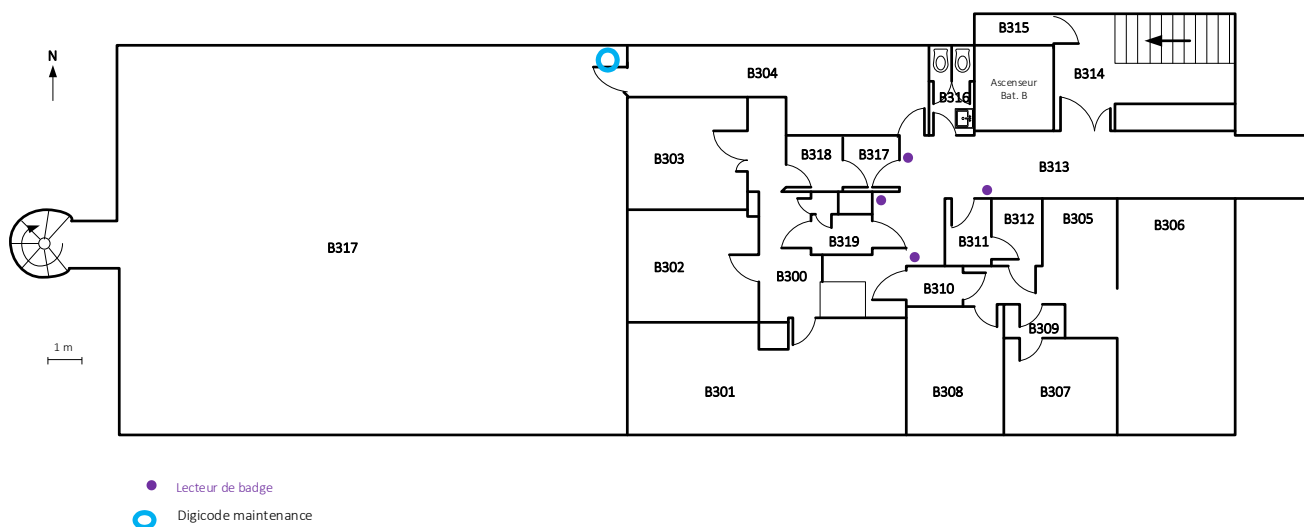 B315
N
B304
B314
Ascenseur
Bat. B
B316
B303
B318
B317
B313
B312
B305
B306
B317
B319
B311
B302
B300
B310
B309
1 m
B301
B308
B307
Lecteur de badge
Digicode maintenance